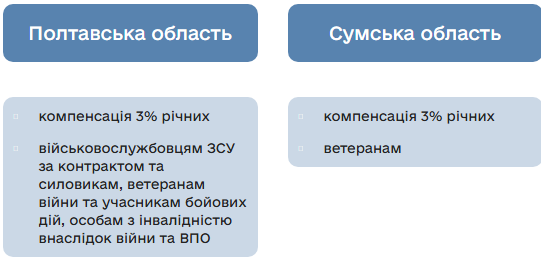 Полтавська область
компенсація 3% річних
військовослужбовцям ЗСУ
за контрактом та
силовикам, ветеранам
війни та учасникам бойових
дій, особам з інвалідністю
внаслідок війни та ВПО
Сумська область
компенсація 3% річних
ветеранам